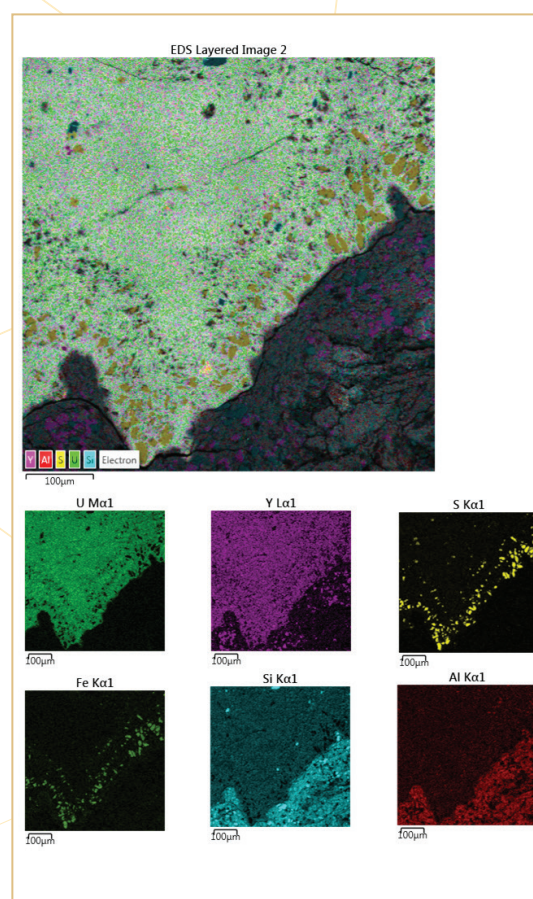 EDS Layered Image 2
Y Al S U Si Electron
100µm
U Mα1 Y Lα1 S Kα1
100µm 100µm 100µm
Fe Kα1 Si Kα1 Al Kα1
100µm 100µm 100µm